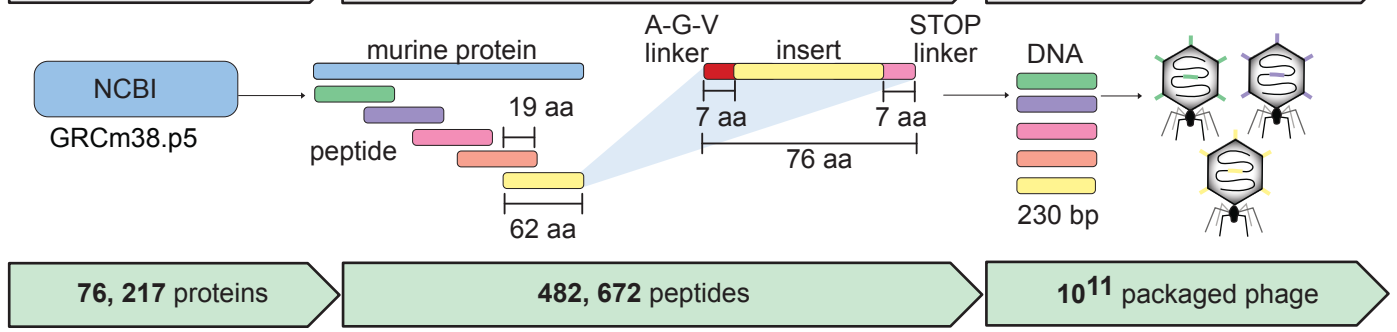 NCBI
GRCm38.p5
murine protein
19 aa
peptide
62 aa
A-G-V
linker
insert
STOP
linker
7 aa
7 aa
76 aa
DNA
230 bp
76, 217 proteins
482, 672 peptides
10^11 packaged phage